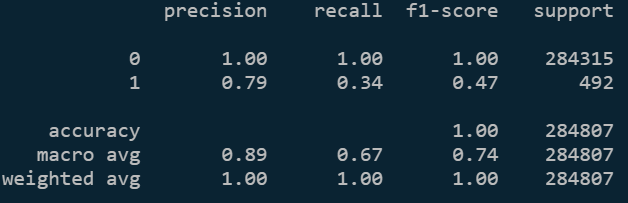 precision recall f1-score support
0 1.00 1.00 1.00 284315
1 0.79 0.34 0.47 492
accuracy 1.00 284807
macro avg 0.89 0.67 0.74 284807
weighted avg 1.00 1.00 1.00 284807